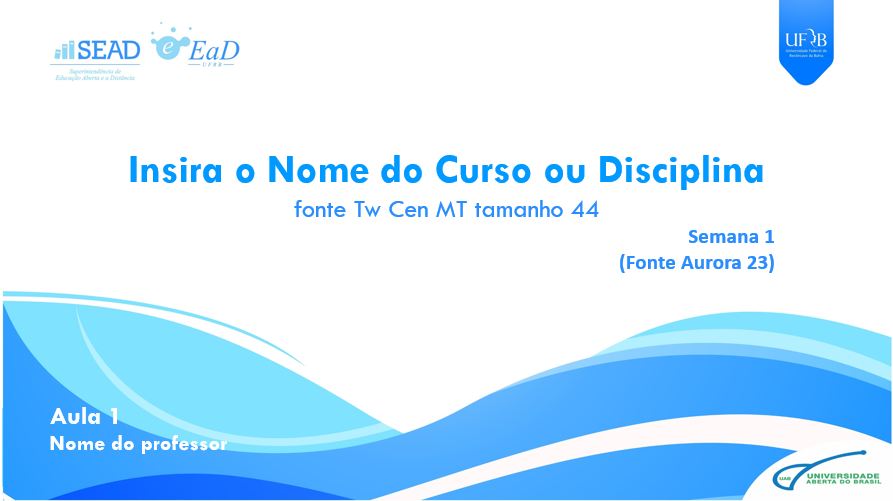 SEAD
Superintendência de
Educação Aberta e a Distância
e
EaD
UFRB
UFRB
Universidade Federal do
Recôncavo da Bahia
Insira o Nome do Curso ou Disciplina
fonte Tw Cen MT tamanho 44
Semana 1
(Fonte Aurora 23)
Aula 1
Nome do professor
UAB
UNIVERSIDADE
ABERTA DO BRASIL